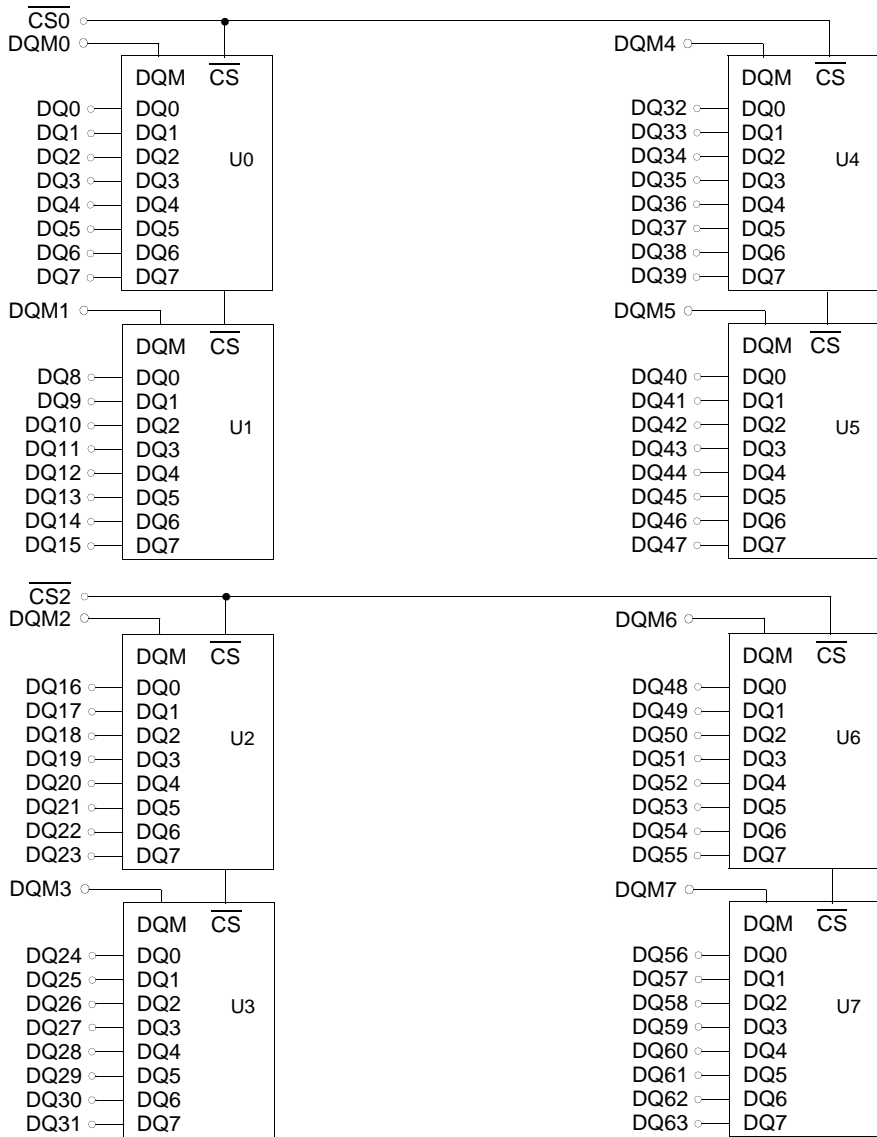 CS0
DQM0
DQM CS
DQ0 DQ0
DQ1 DQ1
DQ2 DQ2 U0
DQ3 DQ3
DQ4 DQ4
DQ5 DQ5
DQ6 DQ6
DQ7 DQ7
DQM1
DQM CS
DQ8 DQ0
DQ9 DQ1
DQ10 DQ2 U1
DQ11 DQ3
DQ12 DQ4
DQ13 DQ5
DQ14 DQ6
DQ15 DQ7
DQM4
DQM CS
DQ32 DQ0
DQ33 DQ1
DQ34 DQ2 U4
DQ35 DQ3
DQ36 DQ4
DQ37 DQ5
DQ38 DQ6
DQ39 DQ7
DQM5
DQM CS
DQ40 DQ0
DQ41 DQ1
DQ42 DQ2 U5
DQ43 DQ3
DQ44 DQ4
DQ45 DQ5
DQ46 DQ6
DQ47 DQ7
CS2
DQM2
DQM CS
DQ16 DQ0
DQ17 DQ1
DQ18 DQ2 U2
DQ19 DQ3
DQ20 DQ4
DQ21 DQ5
DQ22 DQ6
DQ23 DQ7
DQM3
DQM CS
DQ24 DQ0
DQ25 DQ1
DQ26 DQ2 U3
DQ27 DQ3
DQ28 DQ4
DQ29 DQ5
DQ30 DQ6
DQ31 DQ7
DQM6
DQM CS
DQ48 DQ0
DQ49 DQ1
DQ50 DQ2 U6
DQ51 DQ3
DQ52 DQ4
DQ53 DQ5
DQ54 DQ6
DQ55 DQ7
DQM7
DQM CS
DQ56 DQ0
DQ57 DQ1
DQ58 DQ2 U7
DQ59 DQ3
DQ60 DQ4
DQ61 DQ5
DQ62 DQ6
DQ63 DQ7